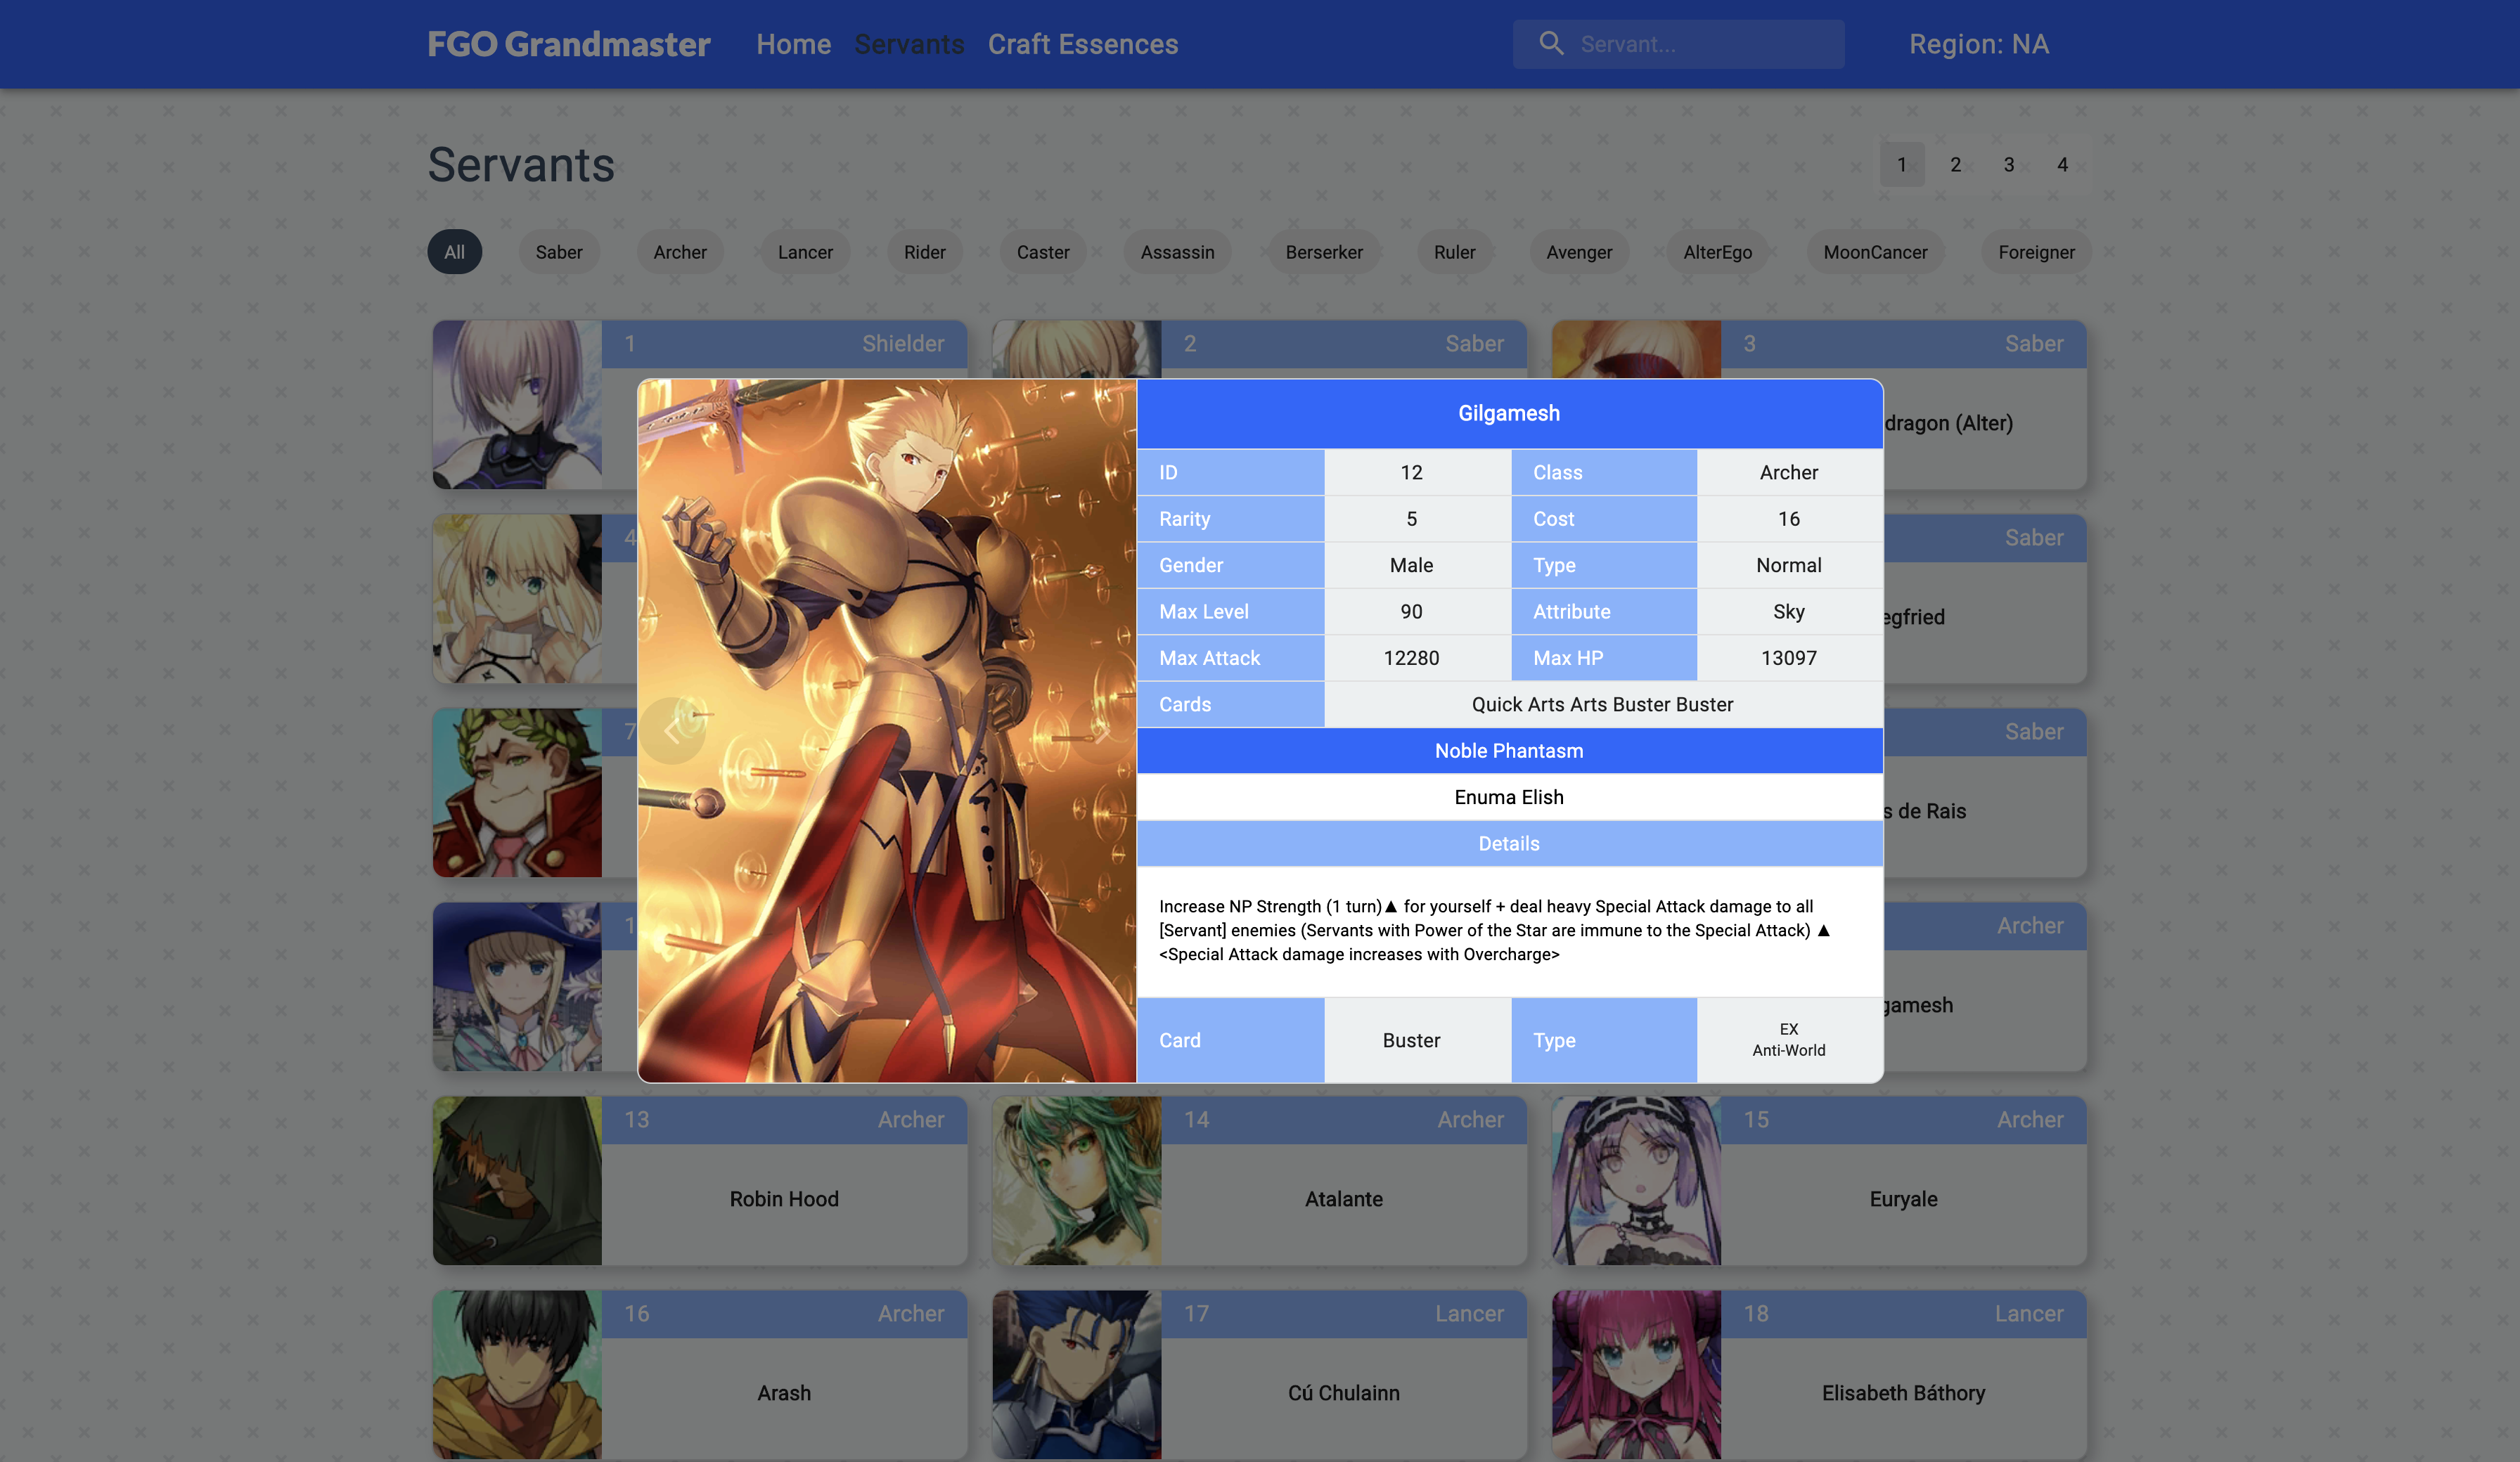 FGO Grandmaster Home Servants Craft Essences Servant... Region: NA
Servants 1 2 3 4
All Saber Archer Lancer Rider Caster Assassin Berserker Ruler Avenger AlterEgo MoonCancer Foreigner
1 Shielder 2 Saber 3 Saber
dragon (Alter)
4 Saber
egfried
7 Saber
s de Rais
1 Archer
gamesh
Gilgamesh
ID 12 Class Archer
Rarity 5 Cost 16
Gender Male Type Normal
Max Level 90 Attribute Sky
Max Attack 12280 Max HP 13097
Cards Quick Arts Arts Buster Buster
Noble Phantasm
Enuma Elish
Details
Increase NP Strength (1 turn)▲ for yourself + deal heavy Special Attack damage to all
[Servant] enemies (Servants with Power of the Star are immune to the Special Attack) ▲
<Special Attack damage increases with Overcharge>
Card Buster Type EX
Anti-World
13 Archer 14 Archer 15 Archer
Robin Hood Atalante Euryale
16 Archer 17 Lancer 18 Lancer
Arash Cú Chulainn Elisabeth Báthory